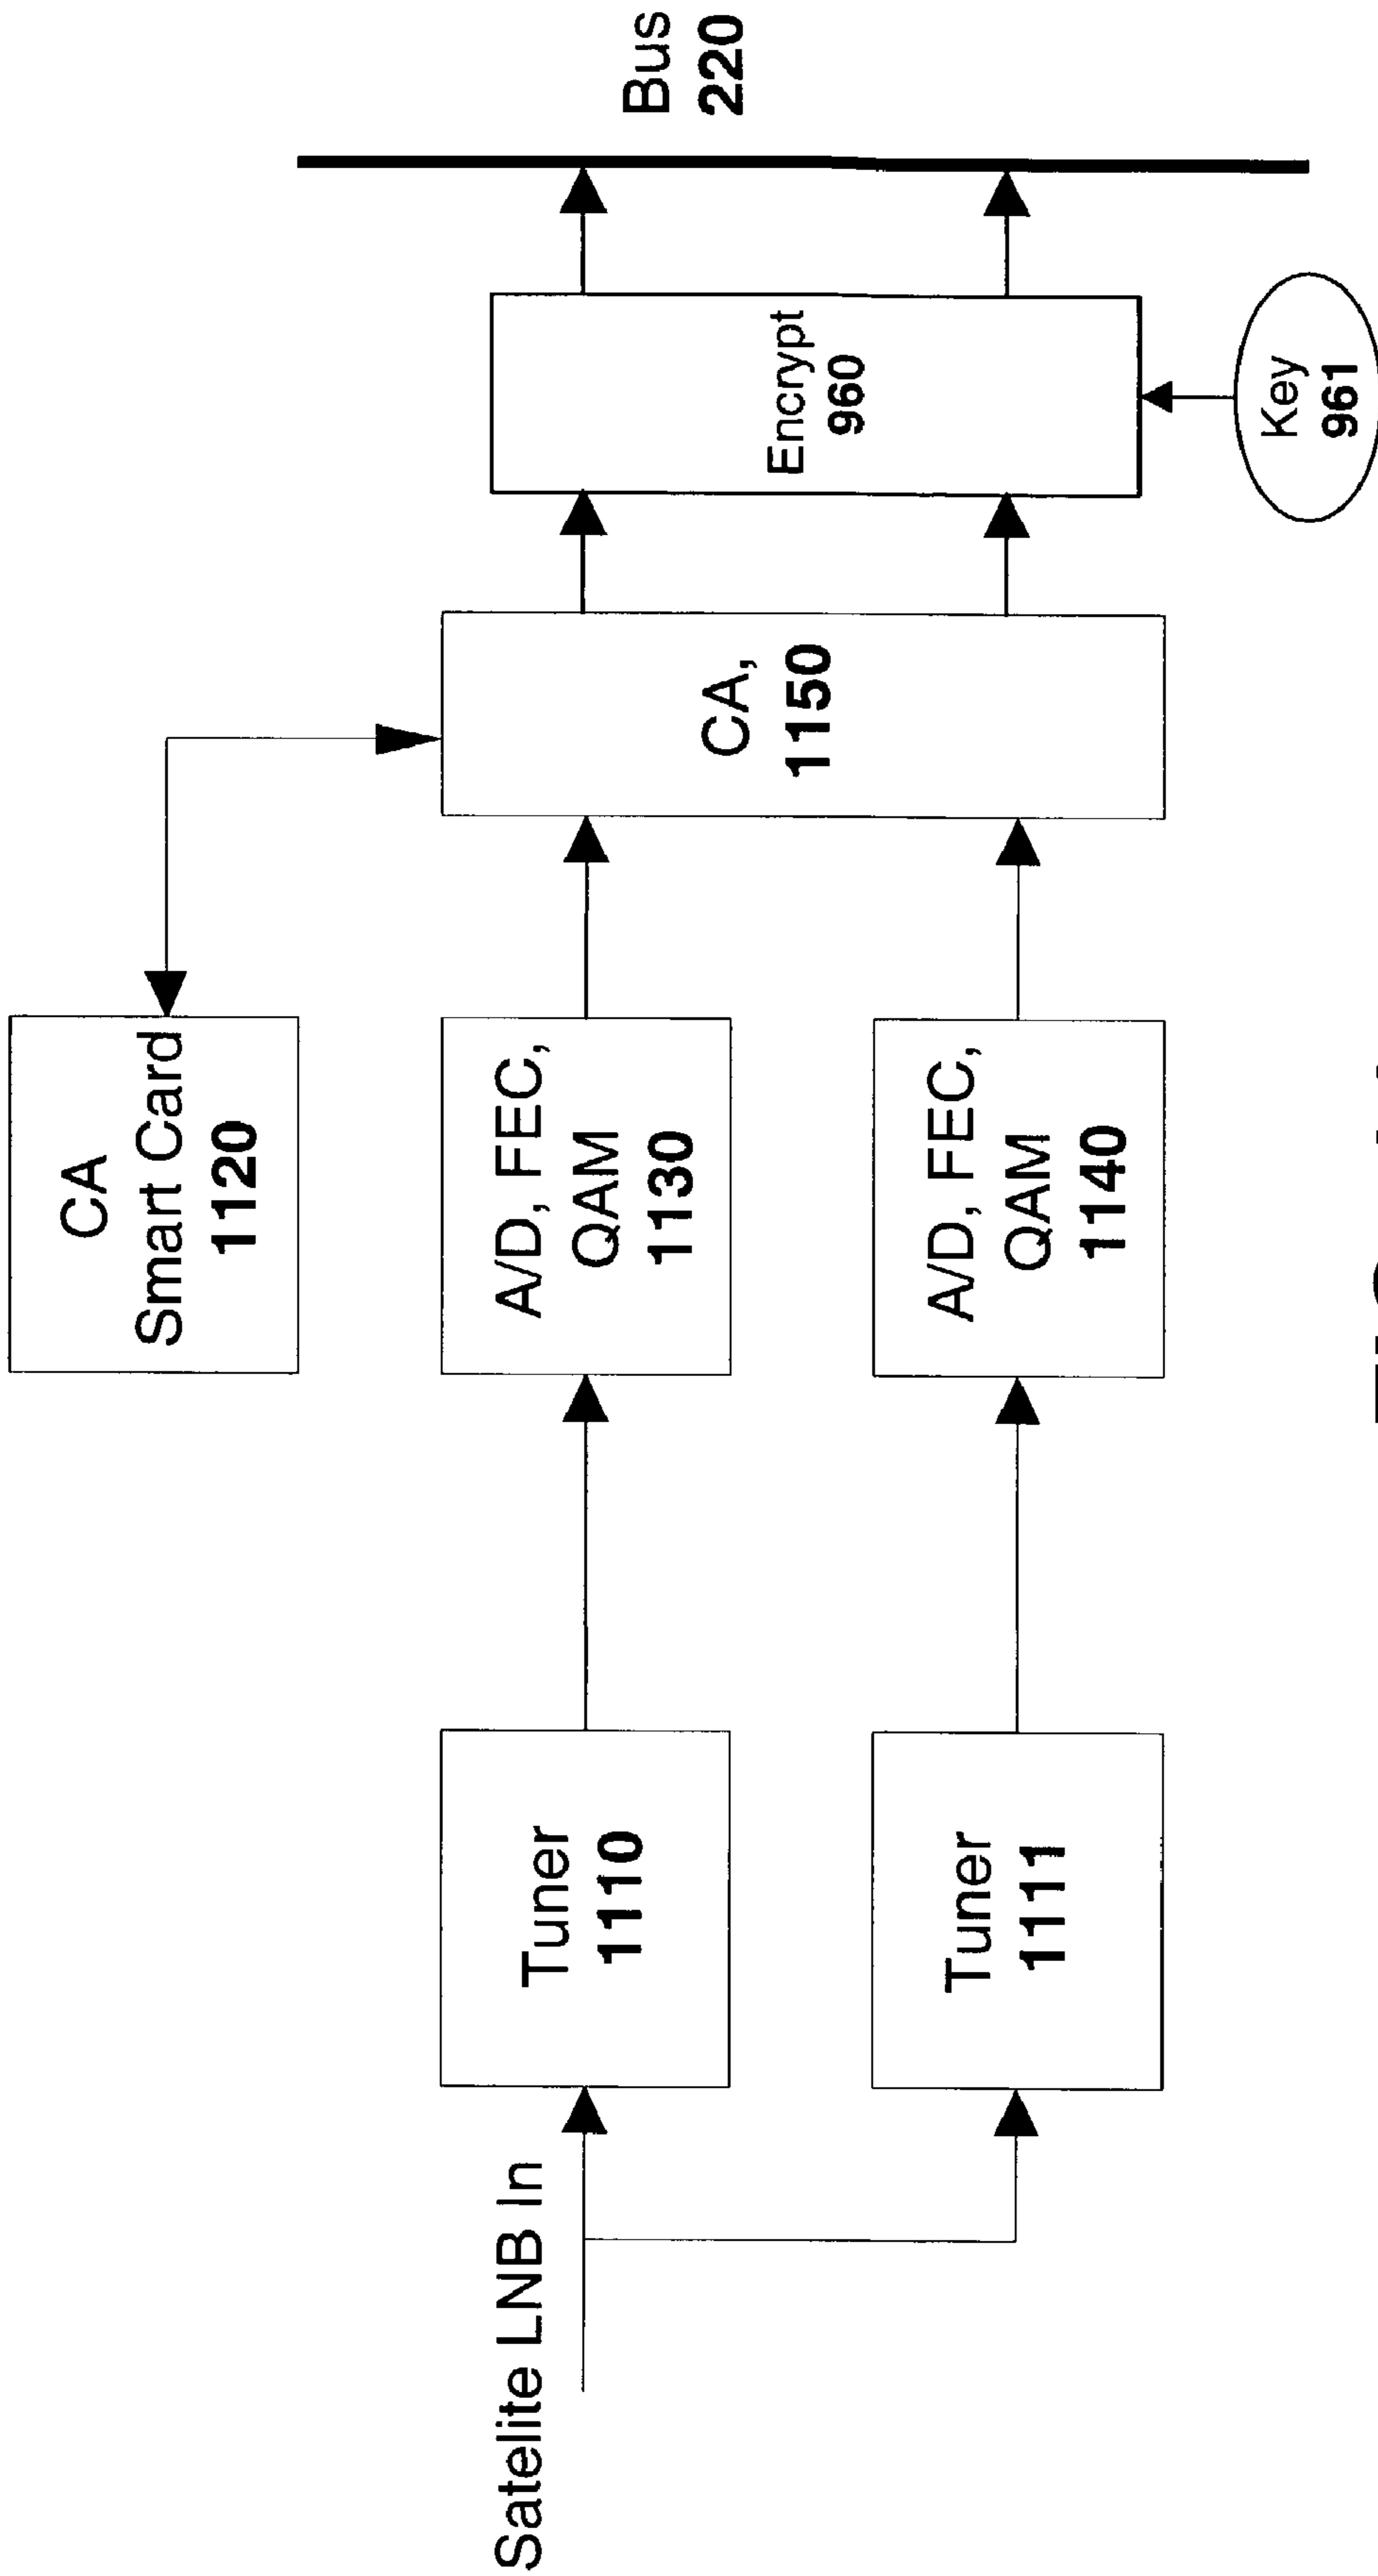 Satelite LNB In
Tuner
1110
Tuner
1111
CA
Smart Card
1120
A/D, FEC,
QAM
1130
A/D, FEC,
QAM
1140
CA,
1150
Encrypt
960
Key
961
Bus
220